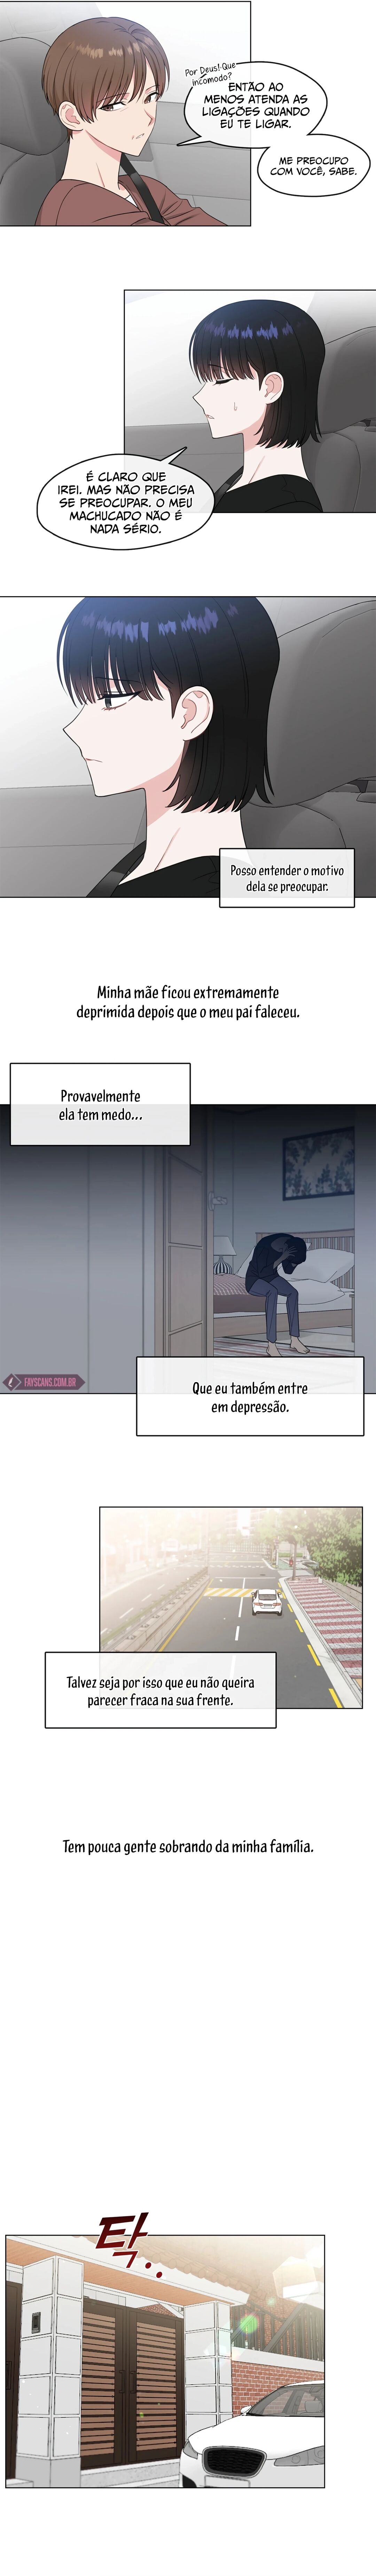 Por Deus! Que
incômodo?
ENTÃO AO
MENOS ATENDA AS
LIGAÇÕES QUANDO
EU TE LIGAR.
ME PREOCUPO
COM VOCÊ, SABE.
É CLARO QUE
IREI. MAS NÃO PRECISA
SE PREOCUPAR. O MEU
MACHUCADO NÃO É
NADA SÉRIO.
Posso entender o motivo
dela se preocupar.
Minha mãe ficou extremamente
deprimida depois que o meu pai faleceu.
Provavelmente
ela tem medo...
FAYSCANS.COM.BR
Que eu também entre
em depressão.
Talvez seja por isso que eu não queira
parecer fraca na sua frente.
Tem pouca gente sobrando da minha família.
탁..